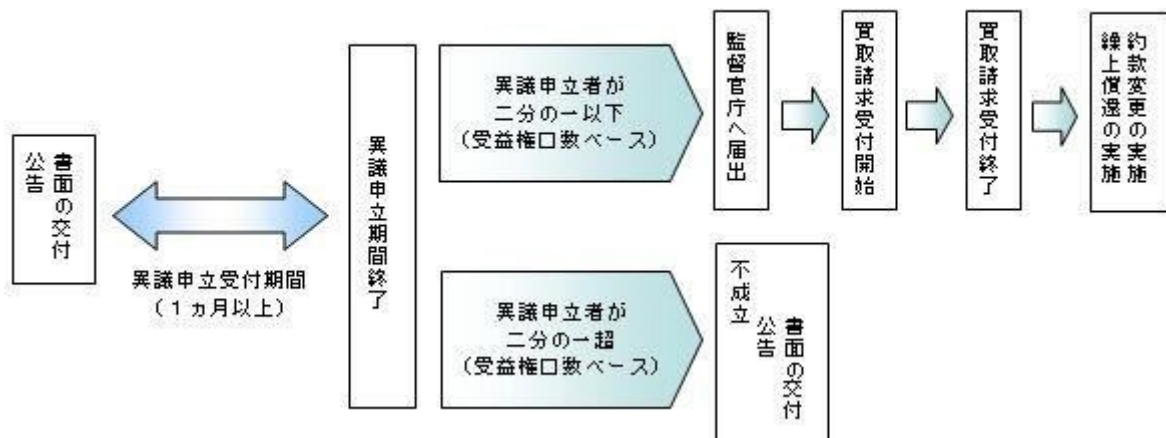 書面の交付
公告
異議申立受付期間
(1ヵ月以上)
異議申立期間終了
異議申立者が
二分の一以下
(受益権口数ベース)
監督官庁へ届出
買取請求受付開始
買取請求受付終了
約款変更の実施
繰上償還の実施
異議申立者が
二分の一超
(受益権口数ベース)
不成立
書面の交付
公告